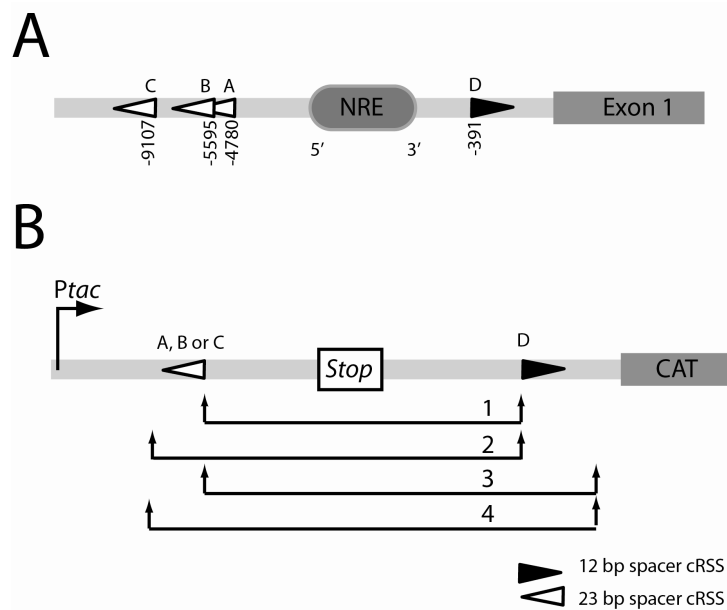 A
C B A D
NRE Exon 1
-9107 -5595 -4780 -391
5’ 3’
B
Ptac
A, B or C D
Stop CAT
1
2
3
4
12 bp spacer cRSS
23 bp spacer cRSS